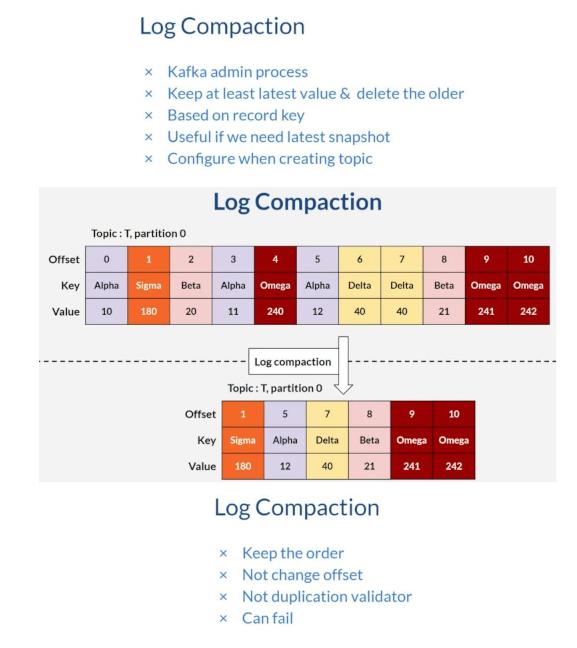 Log Compaction
× Kafka admin process
× Keep at least latest value & delete the older
× Based on record key
× Useful if we need latest snapshot
× Configure when creating topic
Log Compaction
Topic : T, partition 0
Offset 0 1 2 3 4 5 6 7 8 9 10
Key Alpha Sigma Beta Alpha Omega Alpha Delta Delta Beta Omega Omega
Value 10 180 20 11 240 12 40 40 21 241 242
Log compaction
Topic : T, partition 0
Offset 1 5 7 8 9 10
Key Sigma Alpha Delta Beta Omega Omega
Value 180 12 40 21 241 242
Log Compaction
× Keep the order
× Not change offset
× Not duplication validator
× Can fail